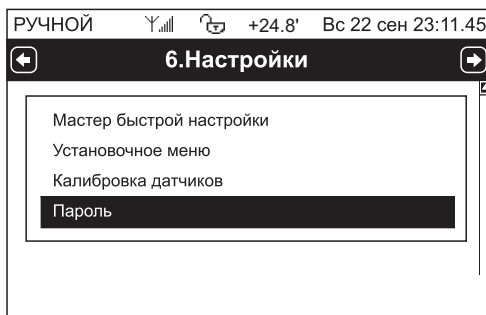 РУЧНОЙ +24.8' Вс 22 сен 23:11.45
6.Настройки
Мастер быстрой настройки
Установочное меню
Калибровка датчиков
Пароль